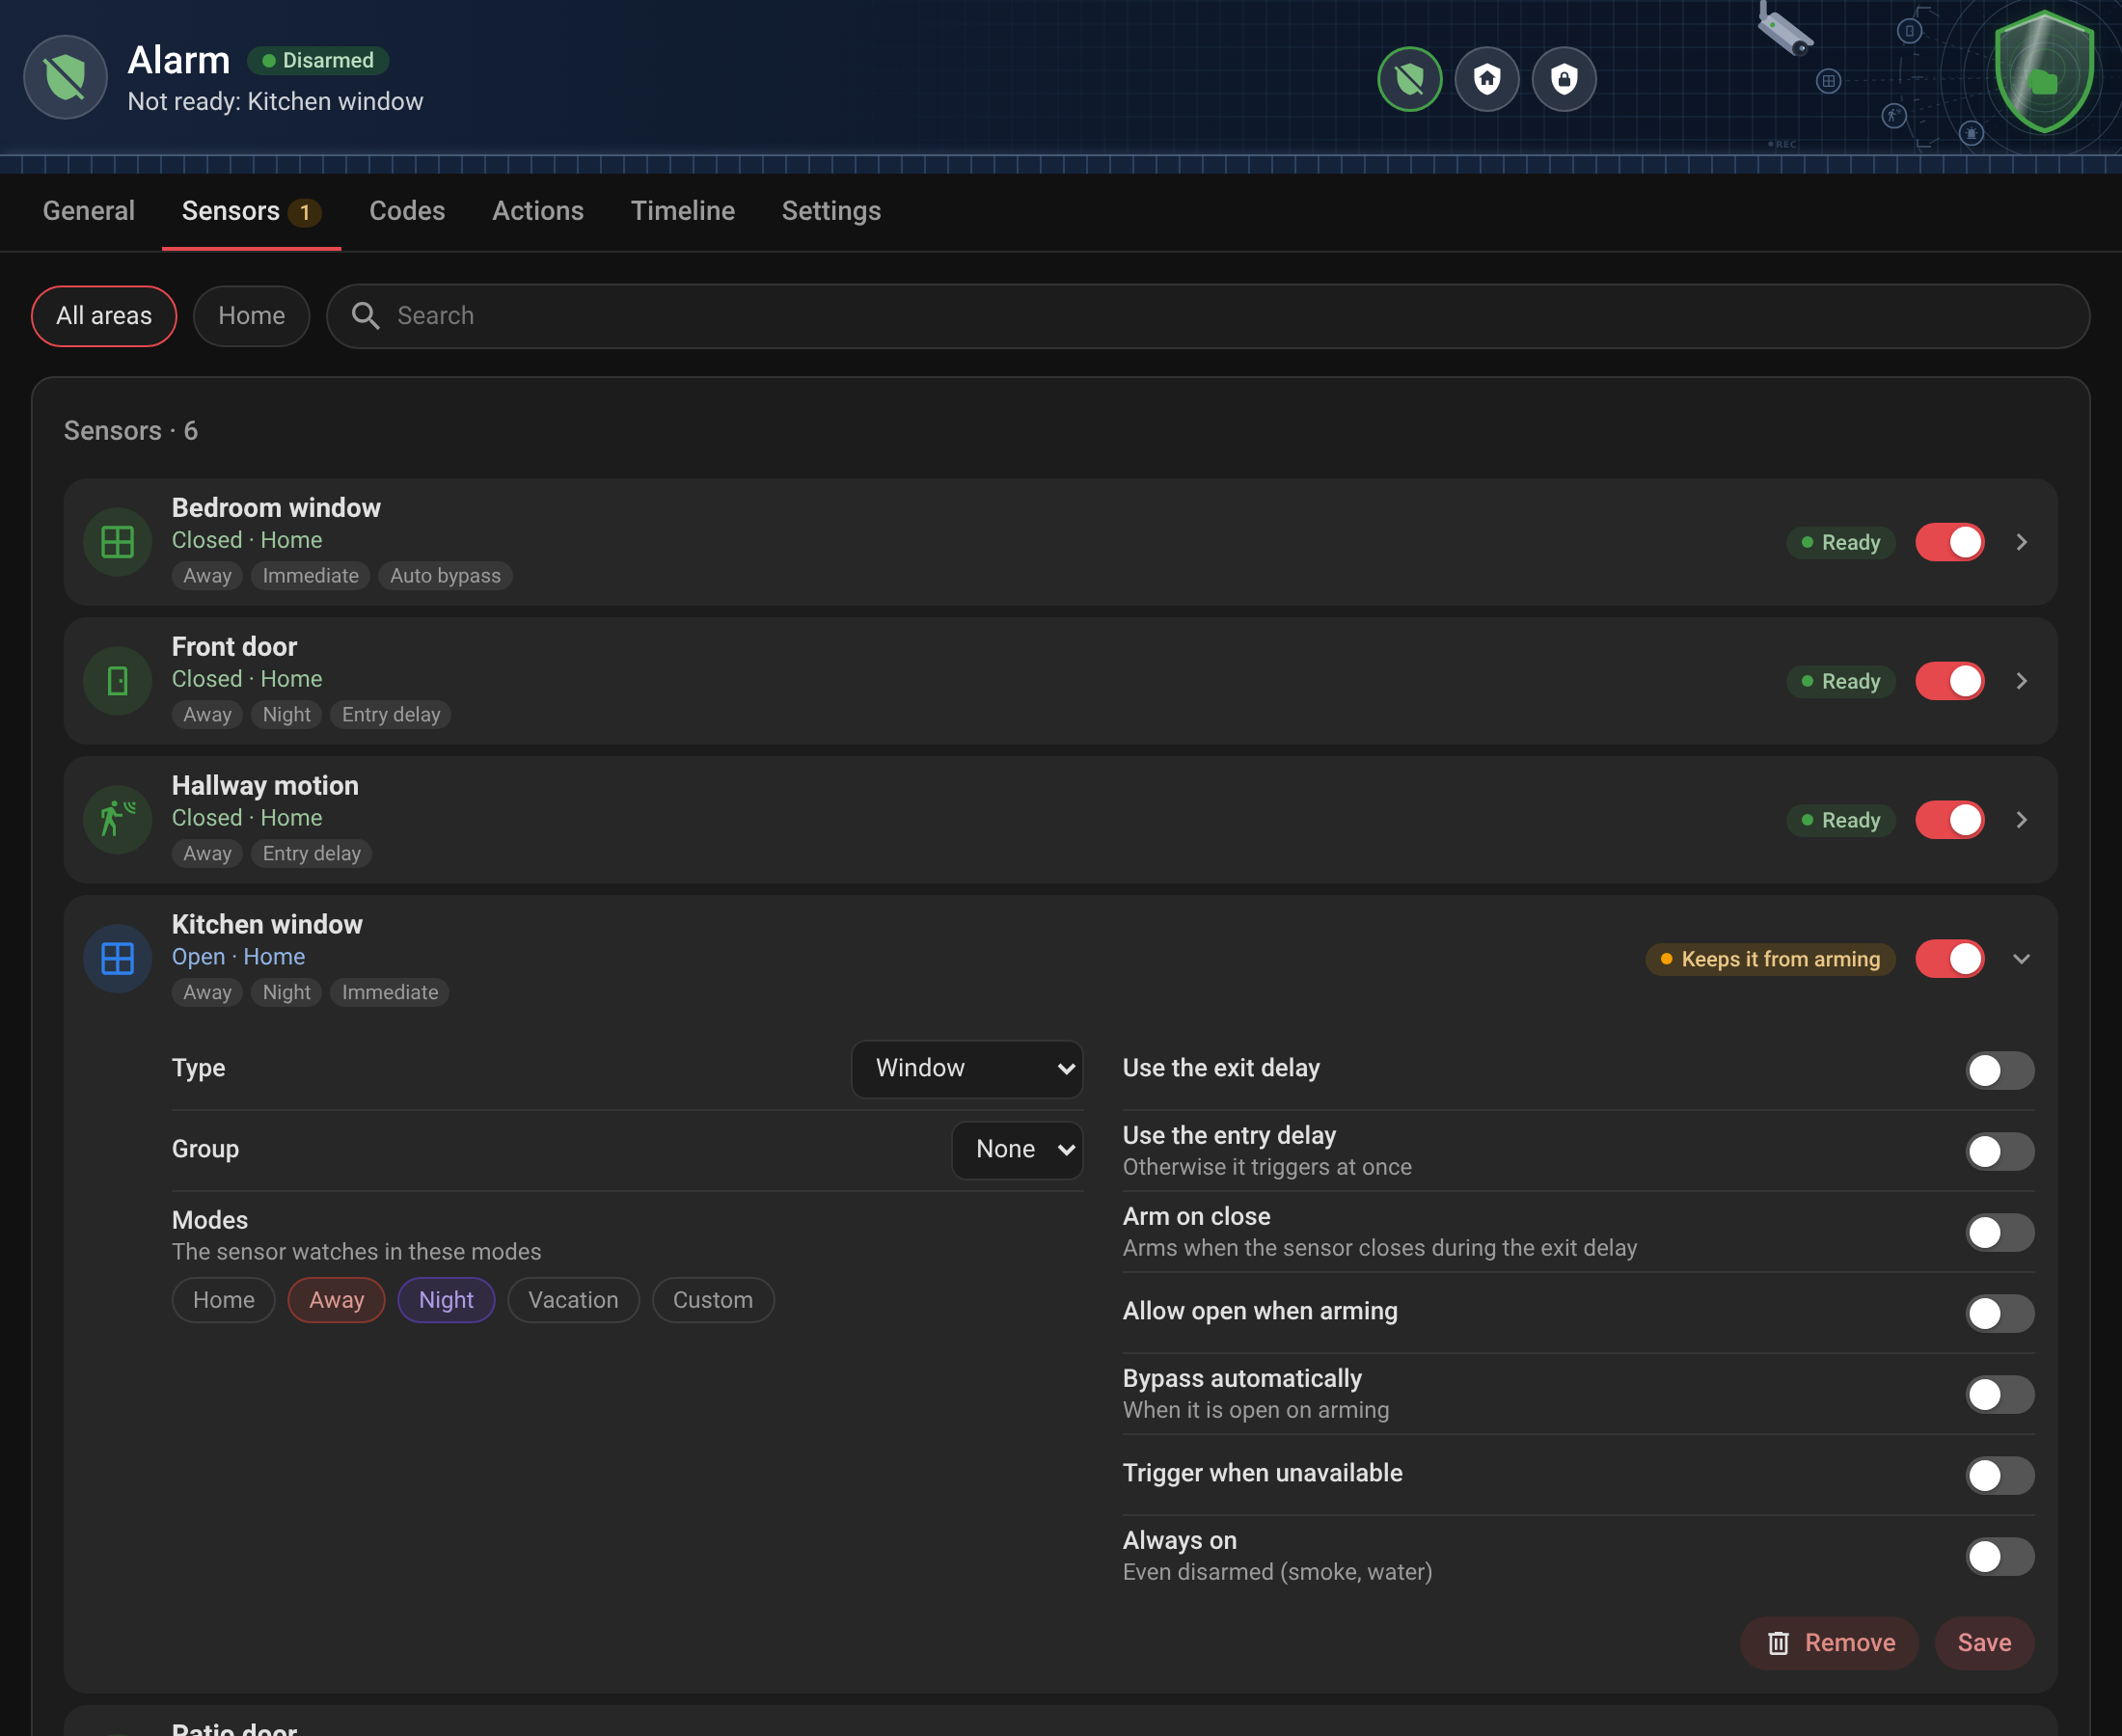 Alarm
Disarmed
Not ready: Kitchen window
REC
General
Sensors 1
Codes
Actions
Timeline
Settings
All areas
Home
Search
Sensors · 6
Bedroom window
Closed · Home
Away Immediate Auto bypass
Ready
Front door
Closed · Home
Away Night Entry delay
Ready
Hallway motion
Closed · Home
Away Entry delay
Ready
Kitchen window
Open · Home
Away Night Immediate
Keeps it from arming
Type
Window
Group
None
Modes
The sensor watches in these modes
Home Away Night Vacation Custom
Use the exit delay
Use the entry delay
Otherwise it triggers at once
Arm on close
Arms when the sensor closes during the exit delay
Allow open when arming
Bypass automatically
When it is open on arming
Trigger when unavailable
Always on
Even disarmed (smoke, water)
Remove
Save
Patio door